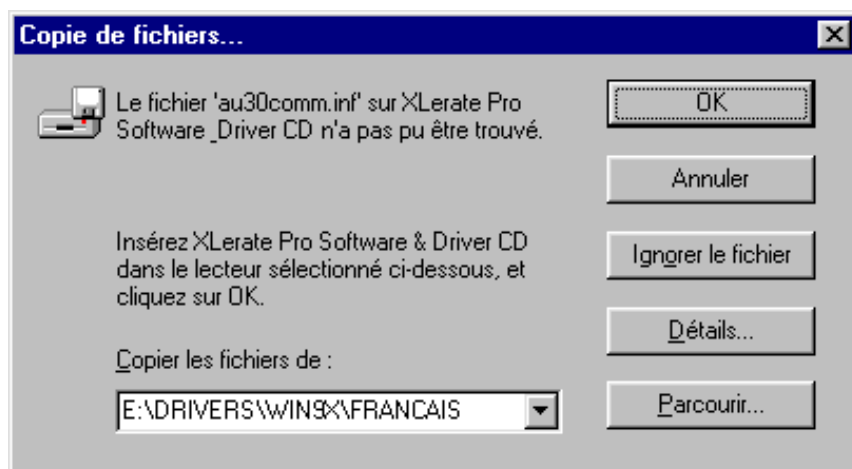 Copie de fichiers...
Le fichier 'au30comm.inf' sur XLerate Pro
Software _Driver CD n'a pas pu être trouvé.
OK
Annuler
Insérez XLerate Pro Software & Driver CD
dans le lecteur sélectionné ci-dessous, et
cliquez sur OK.
Ignorer le fichier
Détails...
Copier les fichiers de :
E:\DRIVERS\WIN9X\FRANCAIS
Parcourir...